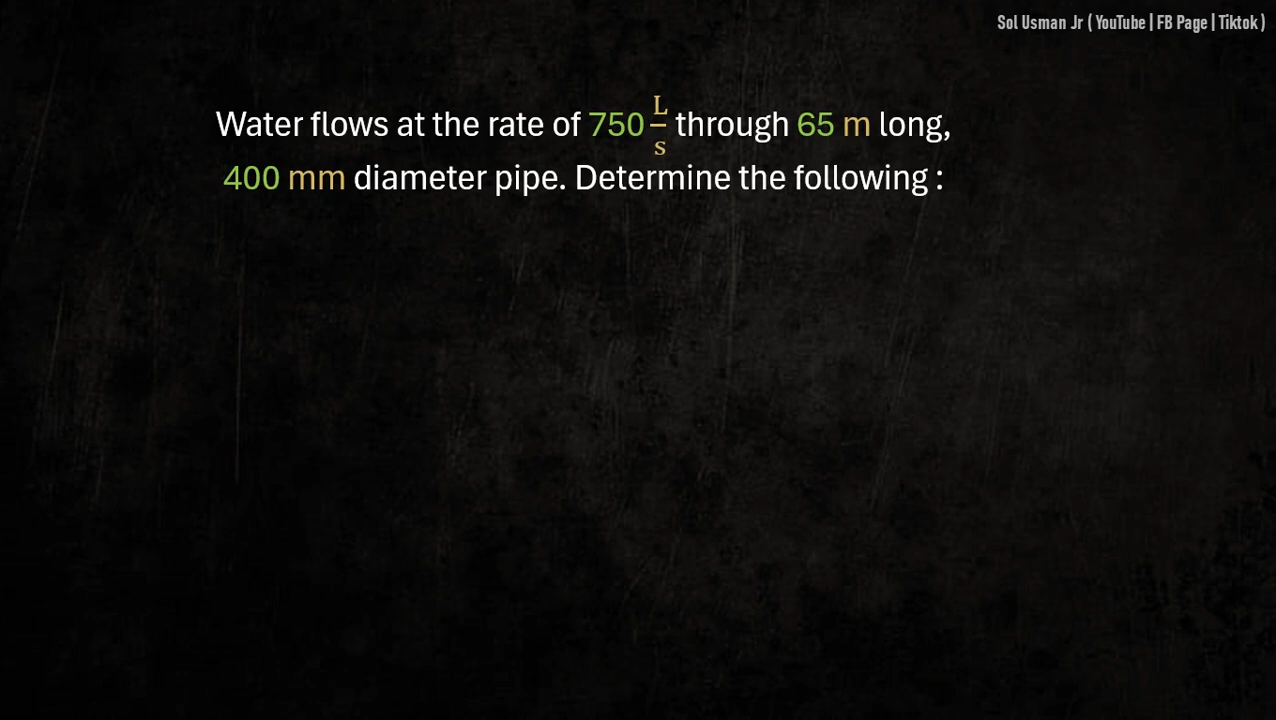 Sol Usman Jr ( YouTube | FB Page | Tiktok )
Water flows at the rate of 750 L/s through 65 m long,
400 mm diameter pipe. Determine the following :